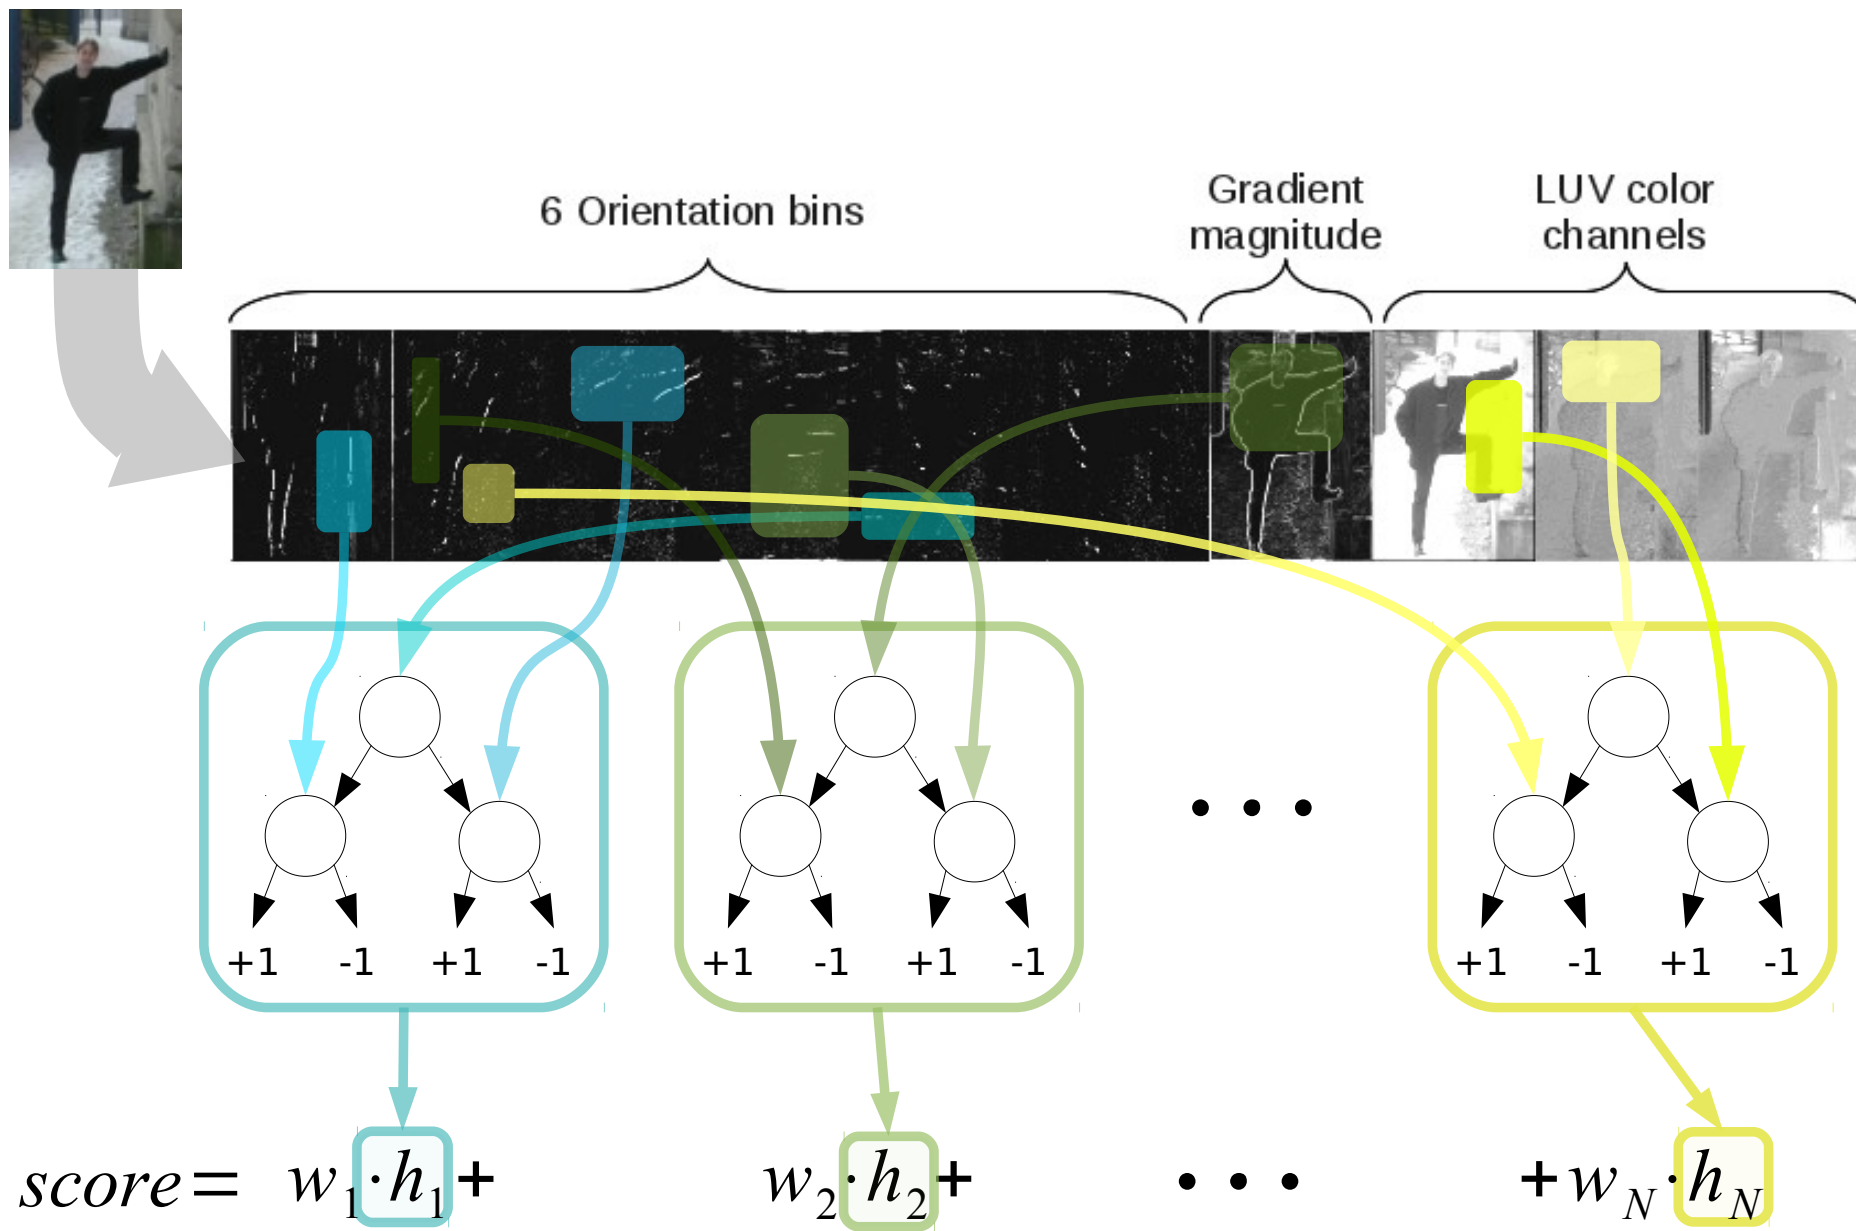 6 Orientation bins
Gradient
magnitude
LUV color
channels
+1 -1 +1 -1
+1 -1 +1 -1
• • •
+1 -1 +1 -1
score = w1·h1 + w2·h2 + • • • + wN·hN